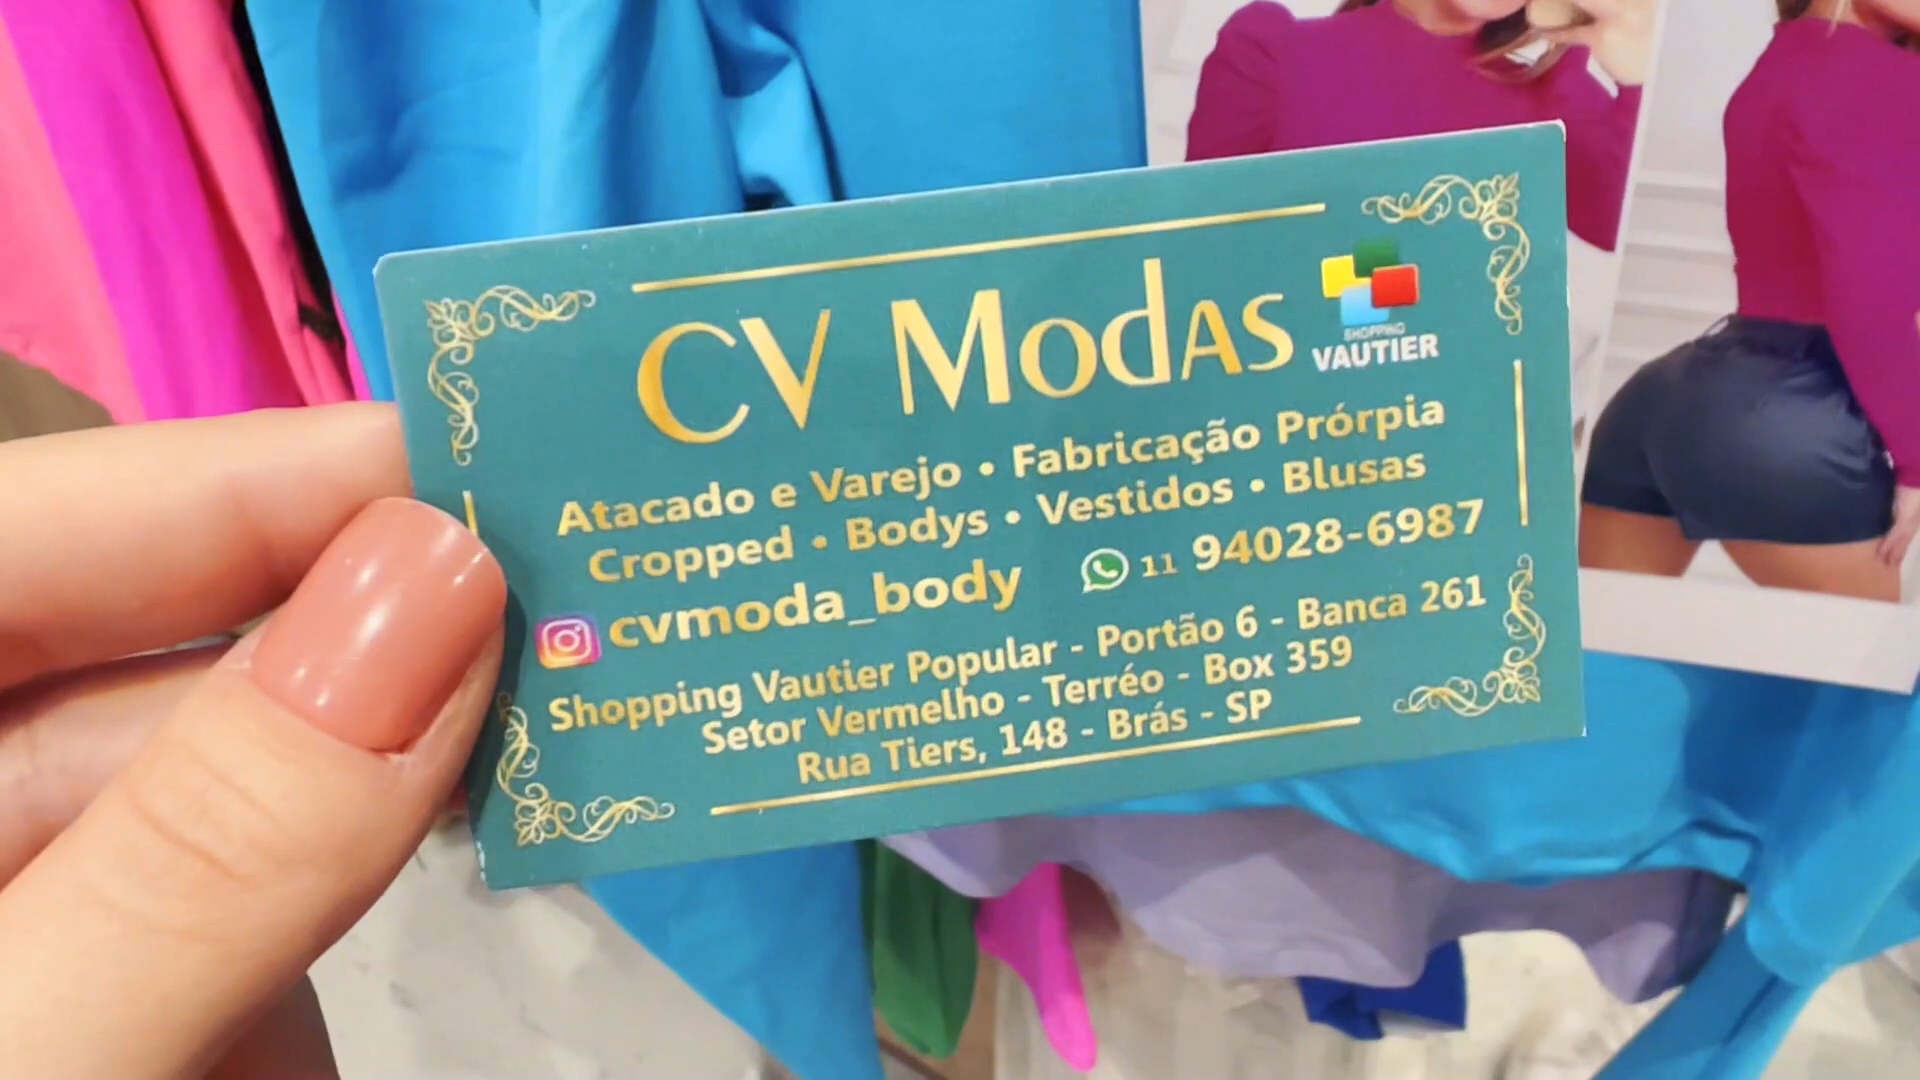 CV Modas
SHOPPING
VAUTIER
Atacado e Varejo • Fabricação Prórpia
Cropped • Bodys • Vestidos • Blusas
cvmoda_body 11 94028-6987
Shopping Vautier Popular - Portão 6 - Banca 261
Setor Vermelho - Terréo - Box 359
Rua Tiers, 148 - Brás - SP